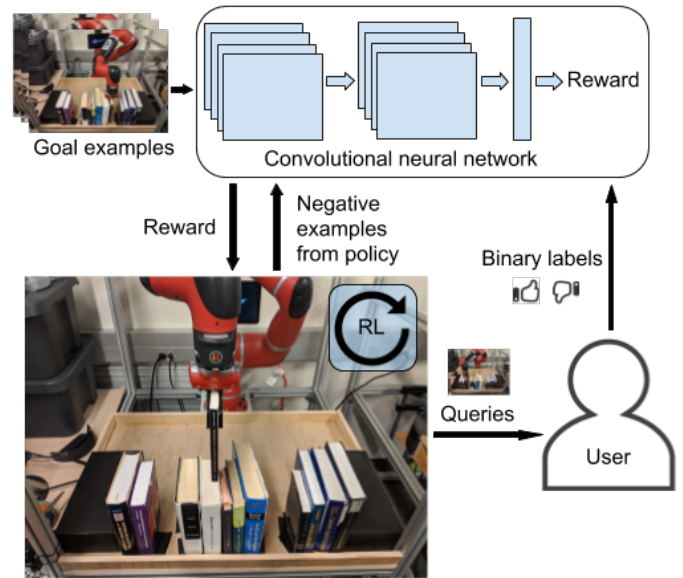 Reward
Goal examples
Convolutional neural network
Reward
Negative
examples
from policy
Binary labels
RL
Queries
User